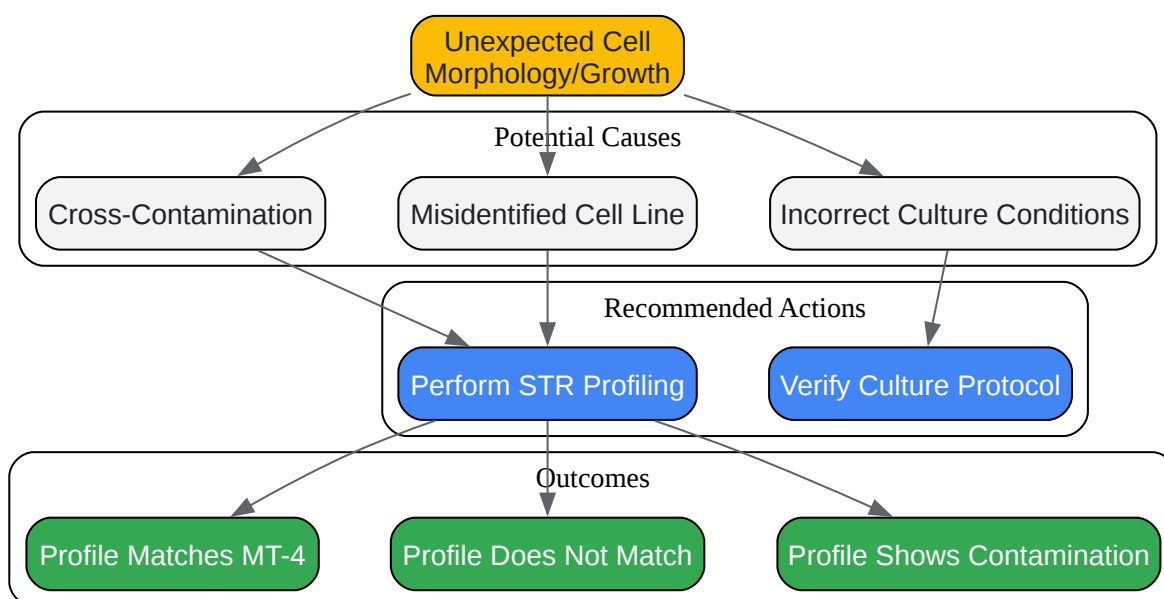 Unexpected Cell
Morphology/Growth
Potential Causes
Cross-Contamination
Misidentified Cell Line
Incorrect Culture Conditions
Recommended Actions
Perform STR Profiling
Verify Culture Protocol
Outcomes
Profile Matches MT-4
Profile Does Not Match
Profile Shows Contamination